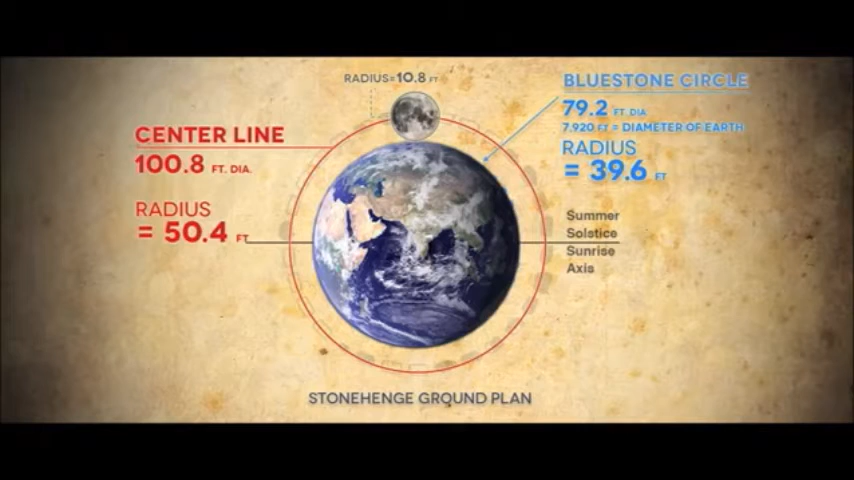 RADIUS=10.8 FT
CENTER LINE
100.8 FT. DIA.
RADIUS
= 50.4 FT
BLUESTONE CIRCLE
79.2 FT. DIA
7.920 FT = DIAMETER OF EARTH
RADIUS
= 39.6 FT
Summer
Solstice
Sunrise
Axis
STONEHENGE GROUND PLAN